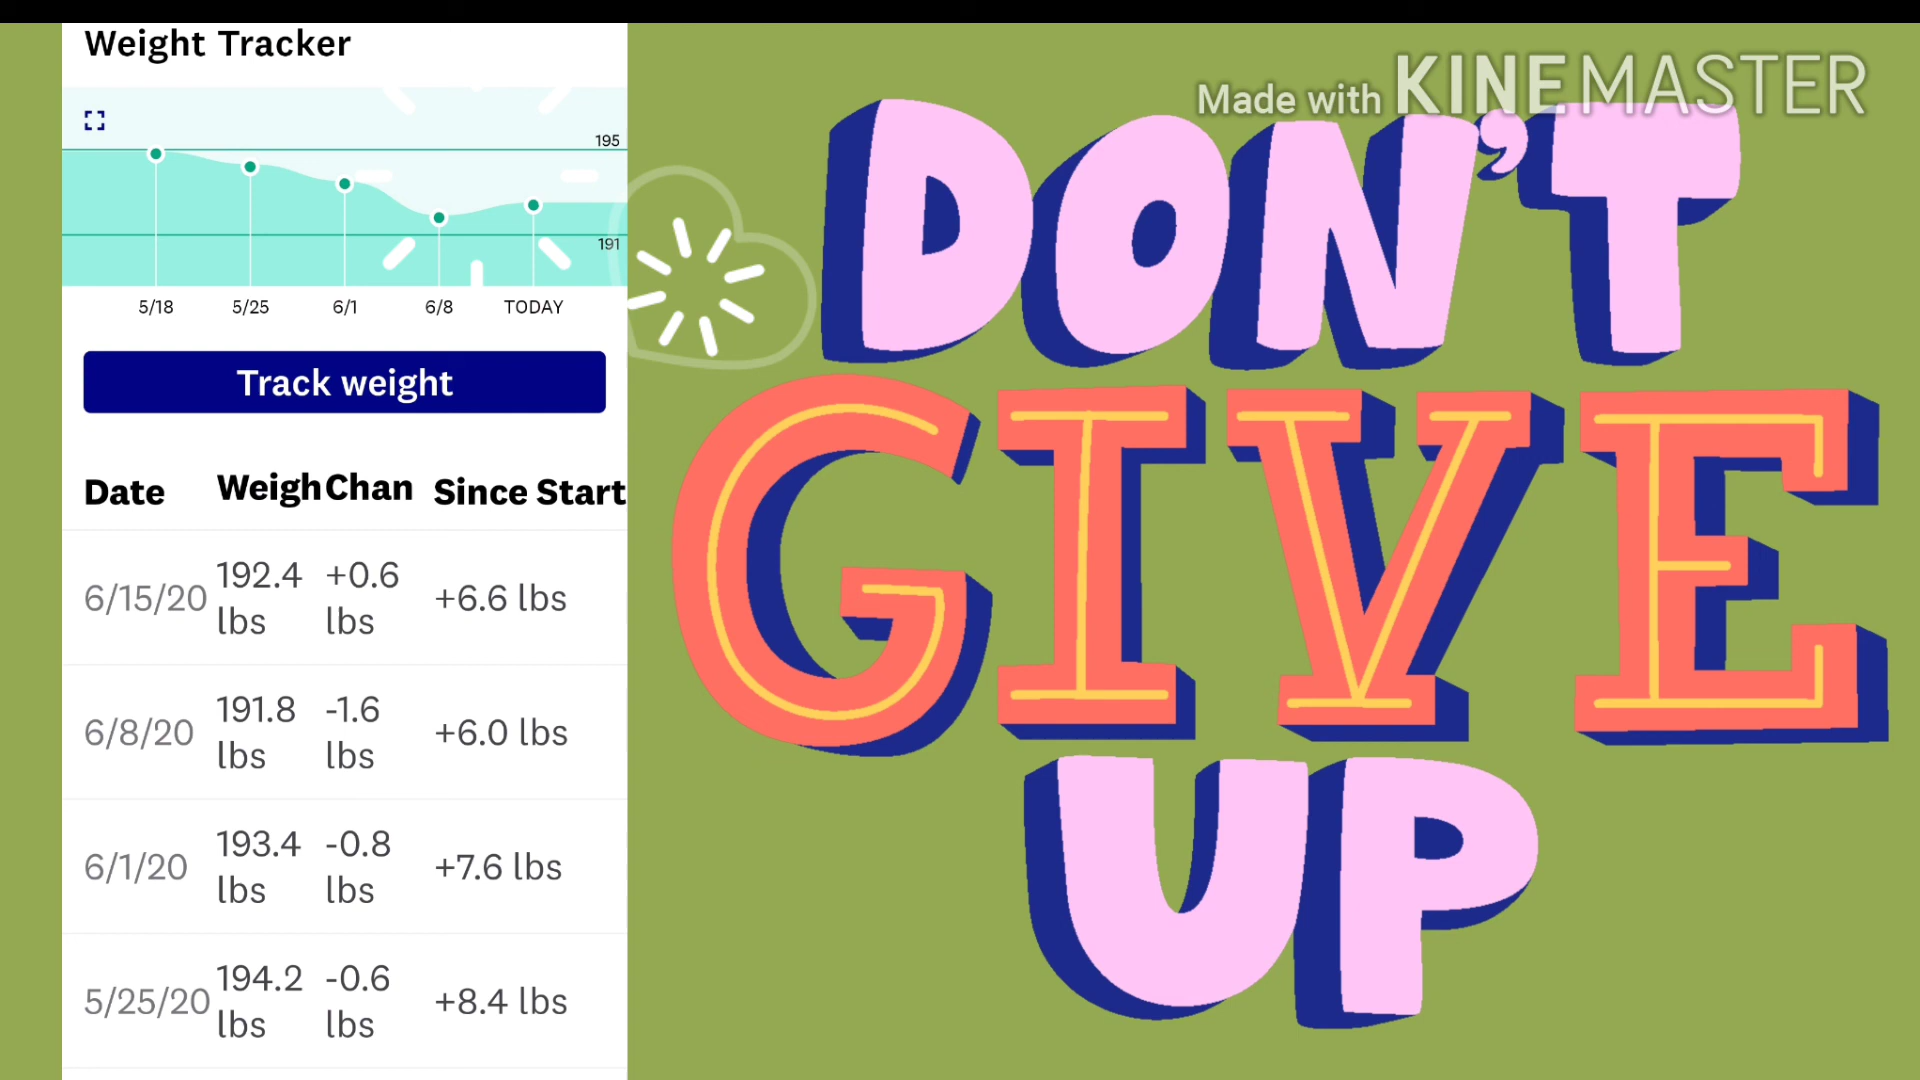 Weight Tracker
195
191
5/18 5/25 6/1 6/8 TODAY
Track weight
Date Weigh Chan Since Start
6/15/20 192.4 lbs +0.6 lbs +6.6 lbs
6/8/20 191.8 lbs -1.6 lbs +6.0 lbs
6/1/20 193.4 lbs -0.8 lbs +7.6 lbs
5/25/20 194.2 lbs -0.6 lbs +8.4 lbs
Made with KINEMASTER
DON'T
GIVE
UP